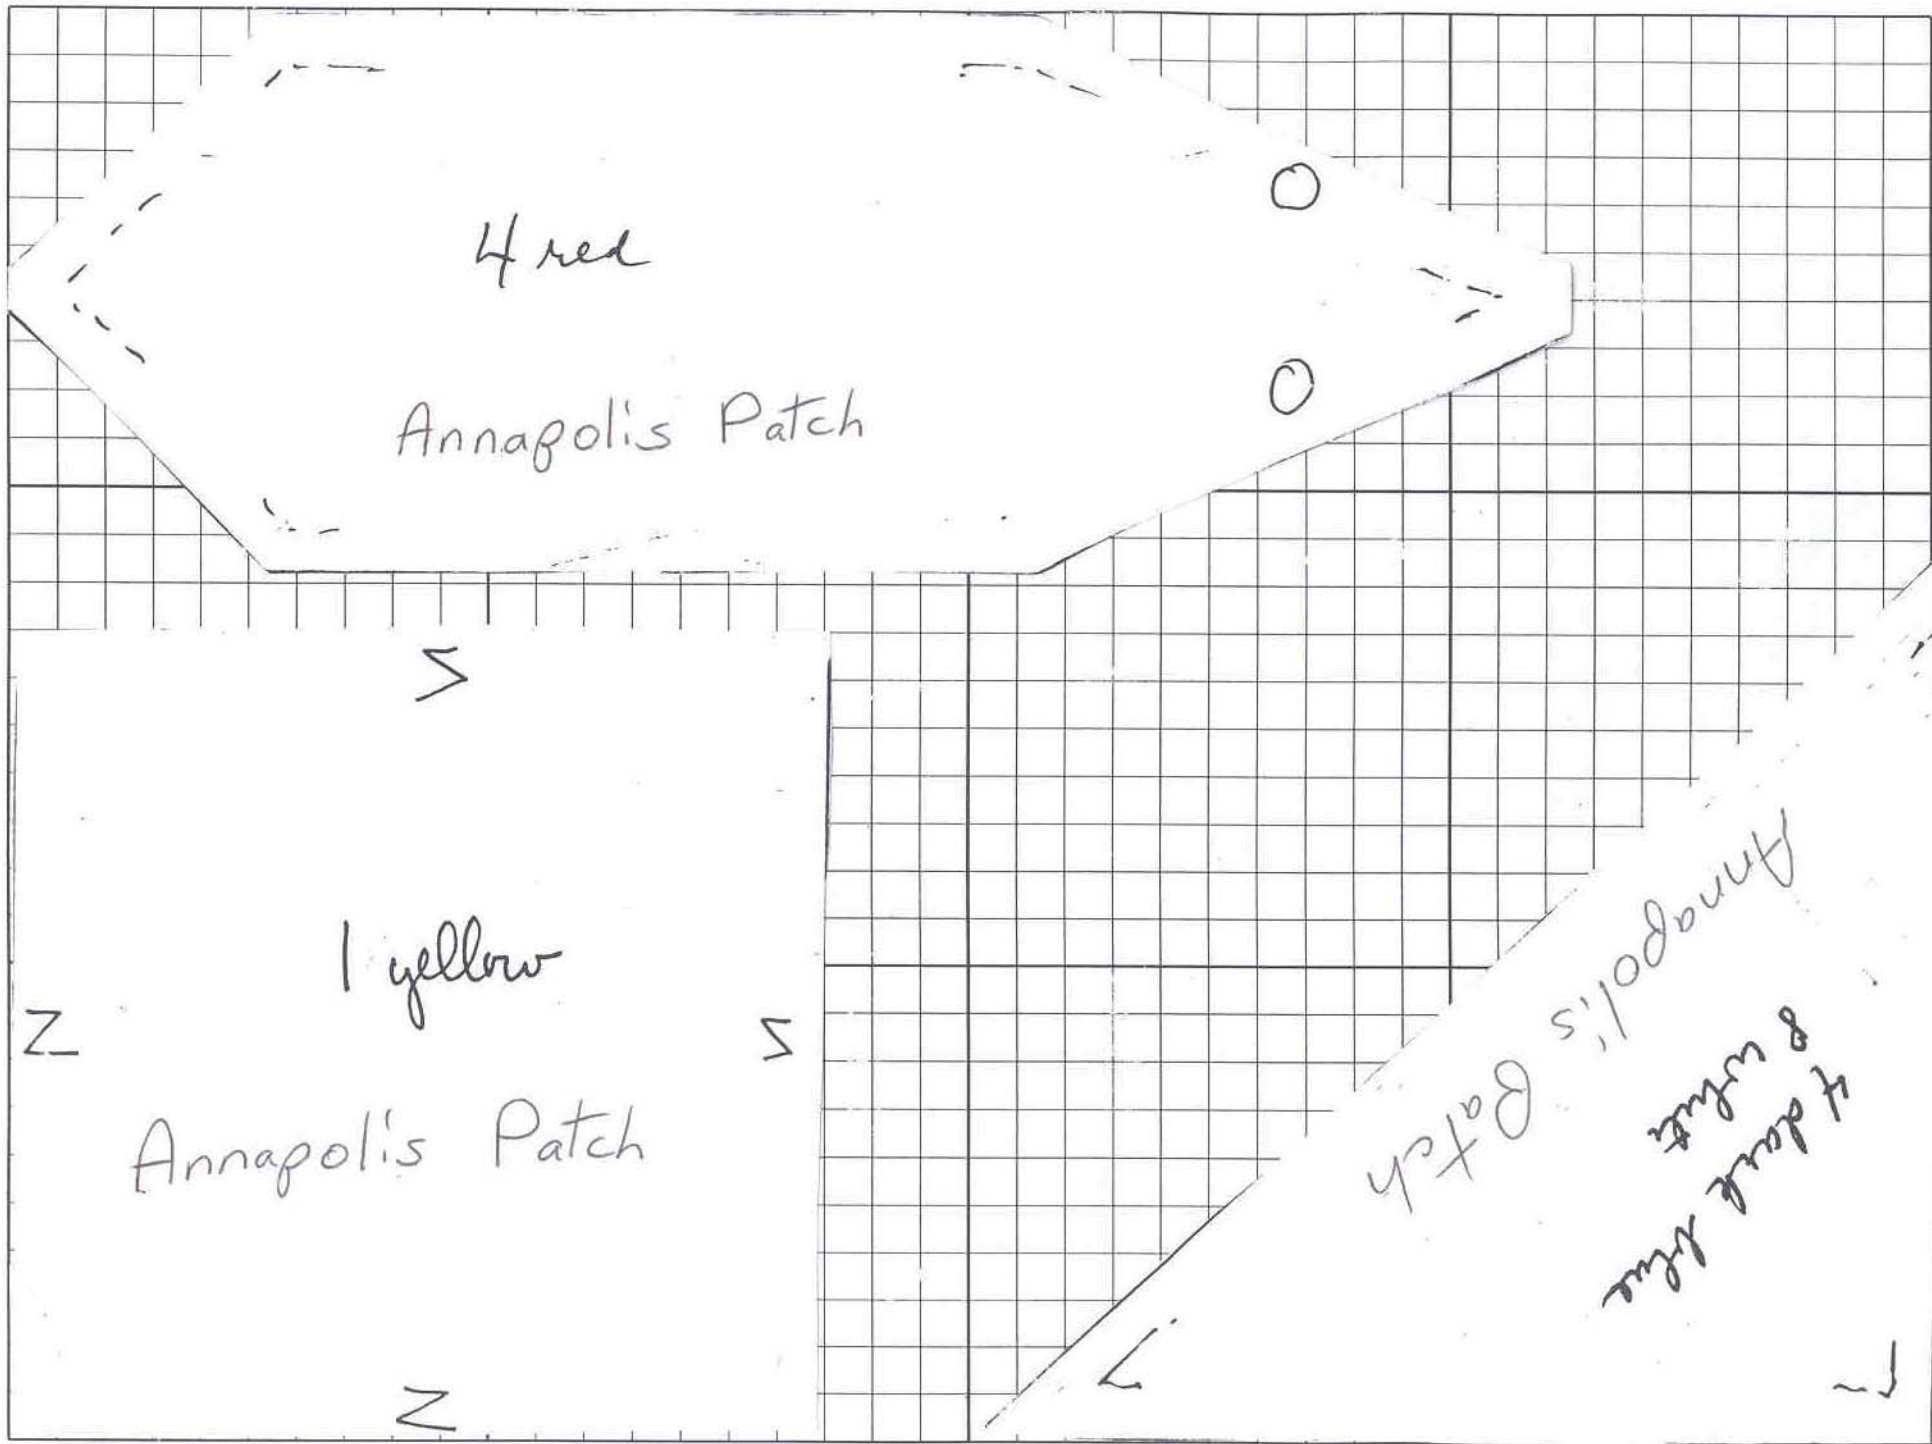 4 red
Annapolis Patch
1 yellow
Annapolis Patch
Annapolis Patch
8 white
4 dark blue